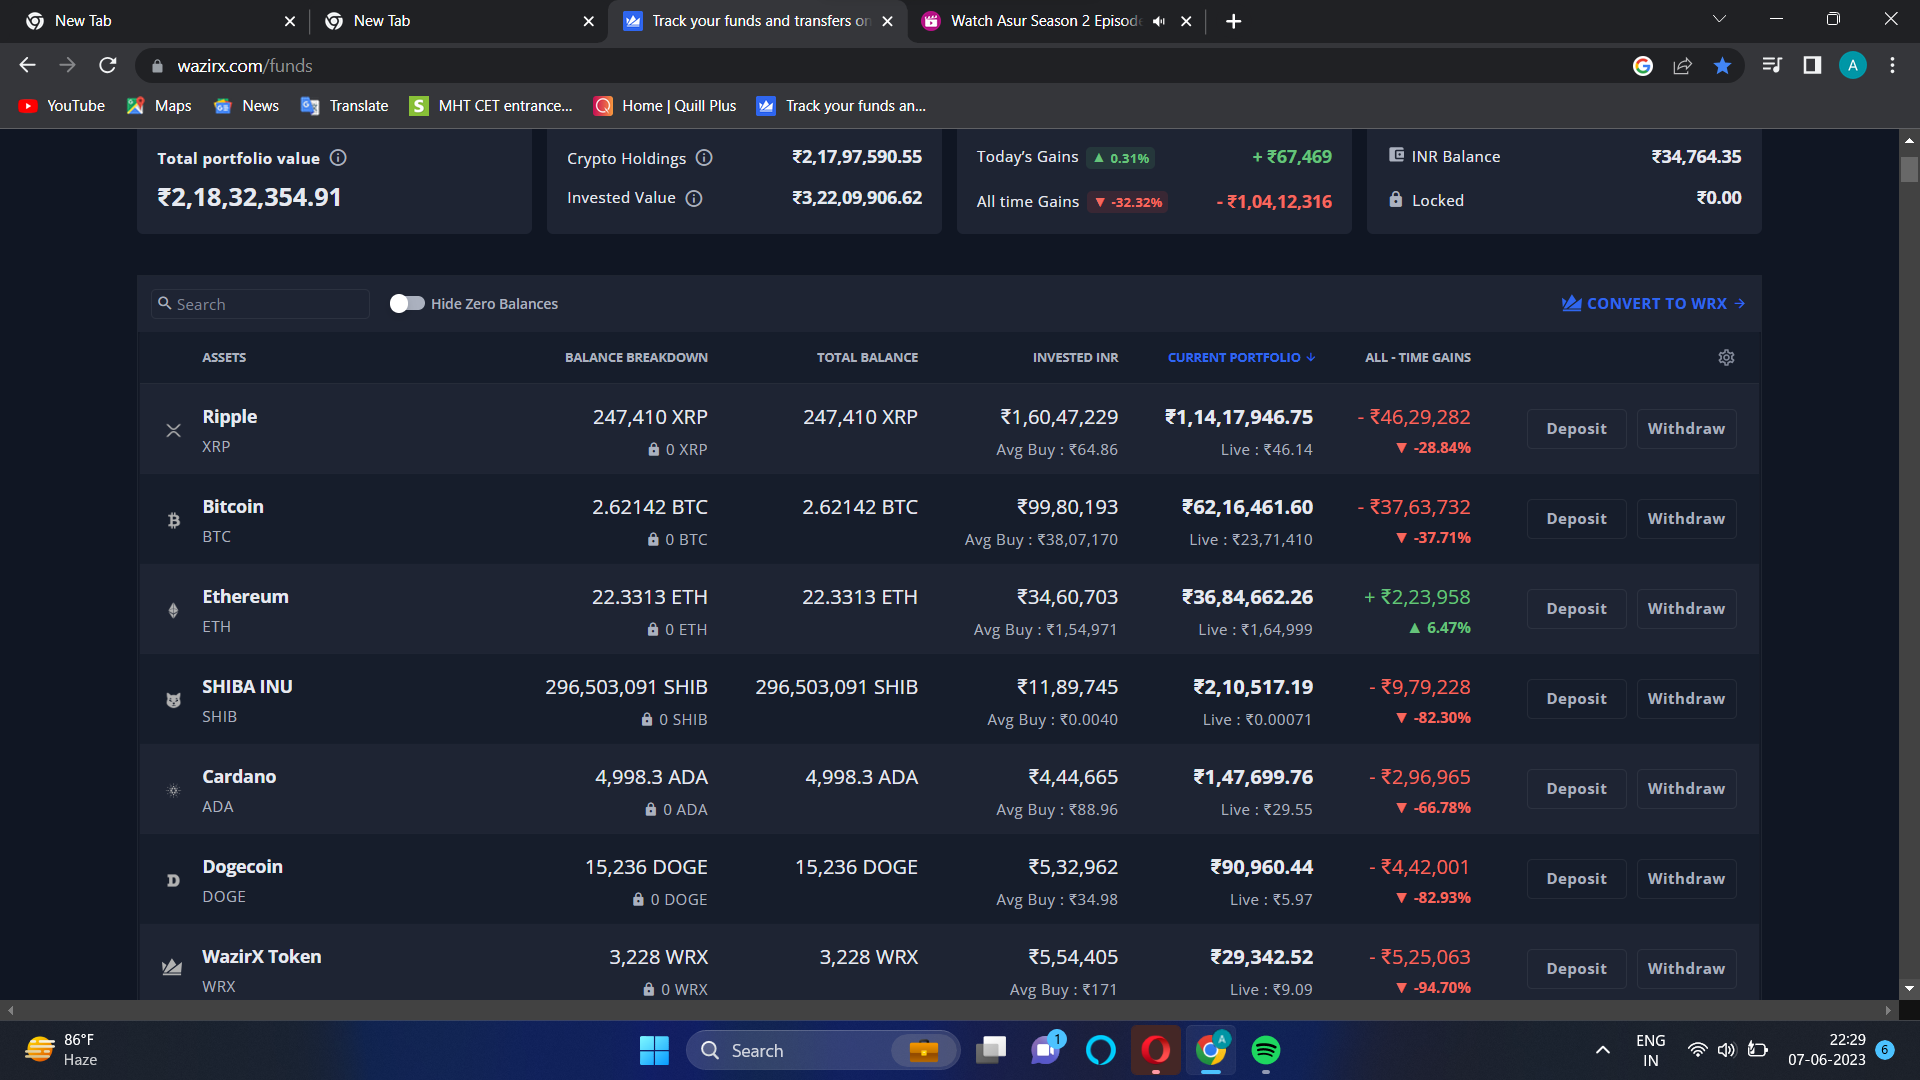 New Tab
New Tab
Track your funds and transfers on
Watch Asur Season 2 Episode
wazirx.com/funds
A
YouTube
Maps
News
Translate
MHT CET entrance...
Home | Quill Plus
Track your funds an...
Total portfolio value
₹2,18,32,354.91
Crypto Holdings ₹2,17,97,590.55
Invested Value ₹3,22,09,906.62
Today's Gains ▲ 0.31% + ₹67,469
All time Gains ▼ -32.32% - ₹1,04,12,316
INR Balance ₹34,764.35
Locked ₹0.00
Search
Hide Zero Balances
CONVERT TO WRX →
ASSETS BALANCE BREAKDOWN TOTAL BALANCE INVESTED INR CURRENT PORTFOLIO ↓ ALL - TIME GAINS
Ripple 247,410 XRP 247,410 XRP ₹1,60,47,229 ₹1,14,17,946.75 - ₹46,29,282 Deposit Withdraw
XRP 0 XRP Avg Buy : ₹64.86 Live : ₹46.14 ▼ -28.84%
Bitcoin 2.62142 BTC 2.62142 BTC ₹99,80,193 ₹62,16,461.60 - ₹37,63,732 Deposit Withdraw
BTC 0 BTC Avg Buy : ₹38,07,170 Live : ₹23,71,410 ▼ -37.71%
Ethereum 22.3313 ETH 22.3313 ETH ₹34,60,703 ₹36,84,662.26 + ₹2,23,958 Deposit Withdraw
ETH 0 ETH Avg Buy : ₹1,54,971 Live : ₹1,64,999 ▲ 6.47%
SHIBA INU 296,503,091 SHIB 296,503,091 SHIB ₹11,89,745 ₹2,10,517.19 - ₹9,79,228 Deposit Withdraw
SHIB 0 SHIB Avg Buy : ₹0.0040 Live : ₹0.00071 ▼ -82.30%
Cardano 4,998.3 ADA 4,998.3 ADA ₹4,44,665 ₹1,47,699.76 - ₹2,96,965 Deposit Withdraw
ADA 0 ADA Avg Buy : ₹88.96 Live : ₹29.55 ▼ -66.78%
Dogecoin 15,236 DOGE 15,236 DOGE ₹5,32,962 ₹90,960.44 - ₹4,42,001 Deposit Withdraw
DOGE 0 DOGE Avg Buy : ₹34.98 Live : ₹5.97 ▼ -82.93%
WazirX Token 3,228 WRX 3,228 WRX ₹5,54,405 ₹29,342.52 - ₹5,25,063 Deposit Withdraw
WRX 0 WRX Avg Buy : ₹171 Live : ₹9.09 ▼ -94.70%
86°F
Haze
Search
1
A
ENG
IN
22:29
07-06-2023
6